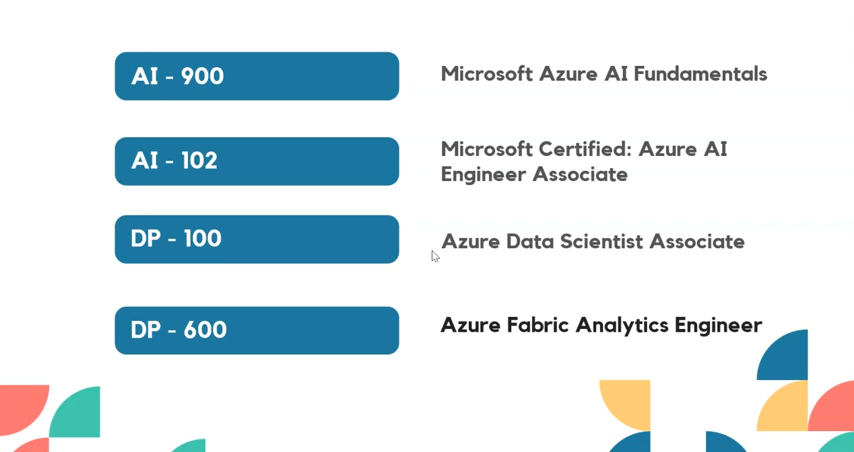 AI - 900
Microsoft Azure AI Fundamentals
AI - 102
Microsoft Certified: Azure AI
Engineer Associate
DP - 100
Azure Data Scientist Associate
DP - 600
Azure Fabric Analytics Engineer